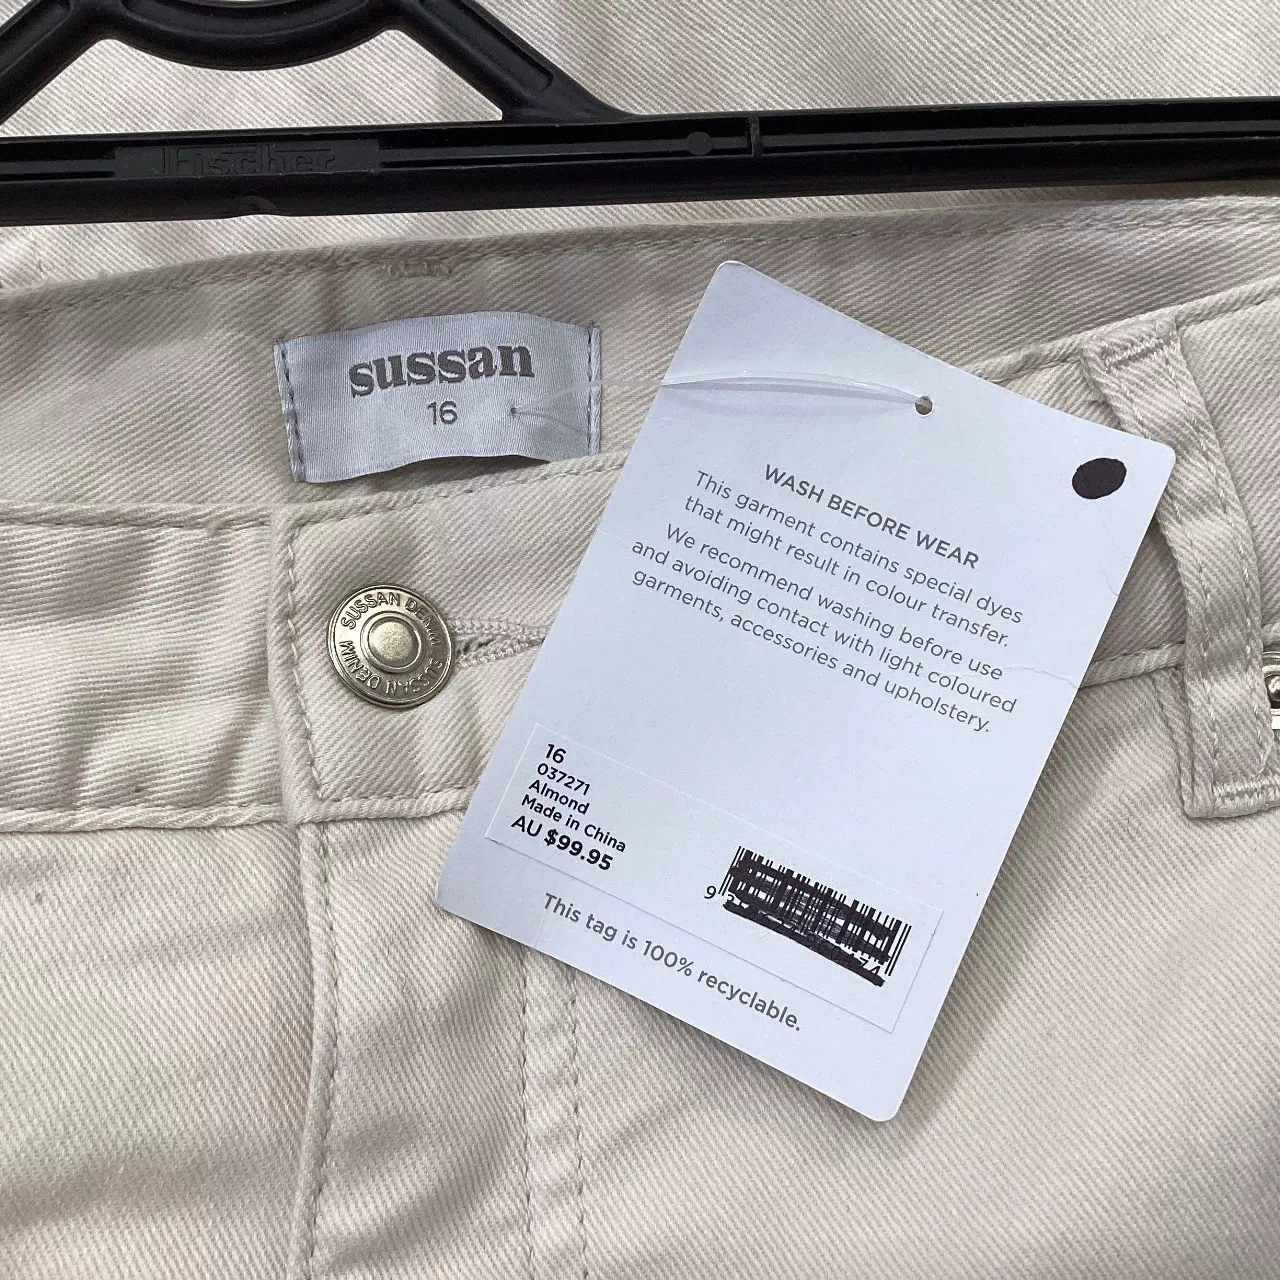 Fischer
sussan
16
SUSSAN DENIM SUSSAN DENIM
WASH BEFORE WEAR
This garment contains special dyes
that might result in colour transfer.
We recommend washing before use
and avoiding contact with light coloured
garments, accessories and upholstery.
16
037271
Almond
Made in China
AU $99.95
9
This tag is 100% recyclable.